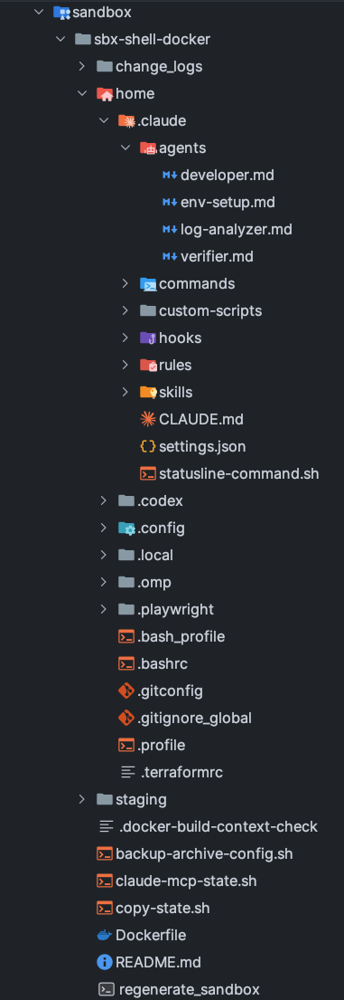 sandbox
sbx-shell-docker
change_logs
home
.claude
agents
developer.md
env-setup.md
log-analyzer.md
verifier.md
commands
custom-scripts
hooks
rules
skills
CLAUDE.md
settings.json
statusline-command.sh
.codex
.config
.local
.omp
.playwright
.bash_profile
.bashrc
.gitconfig
.gitignore_global
.profile
.terraformrc
staging
.docker-build-context-check
backup-archive-config.sh
claude-mcp-state.sh
copy-state.sh
Dockerfile
README.md
regenerate_sandbox